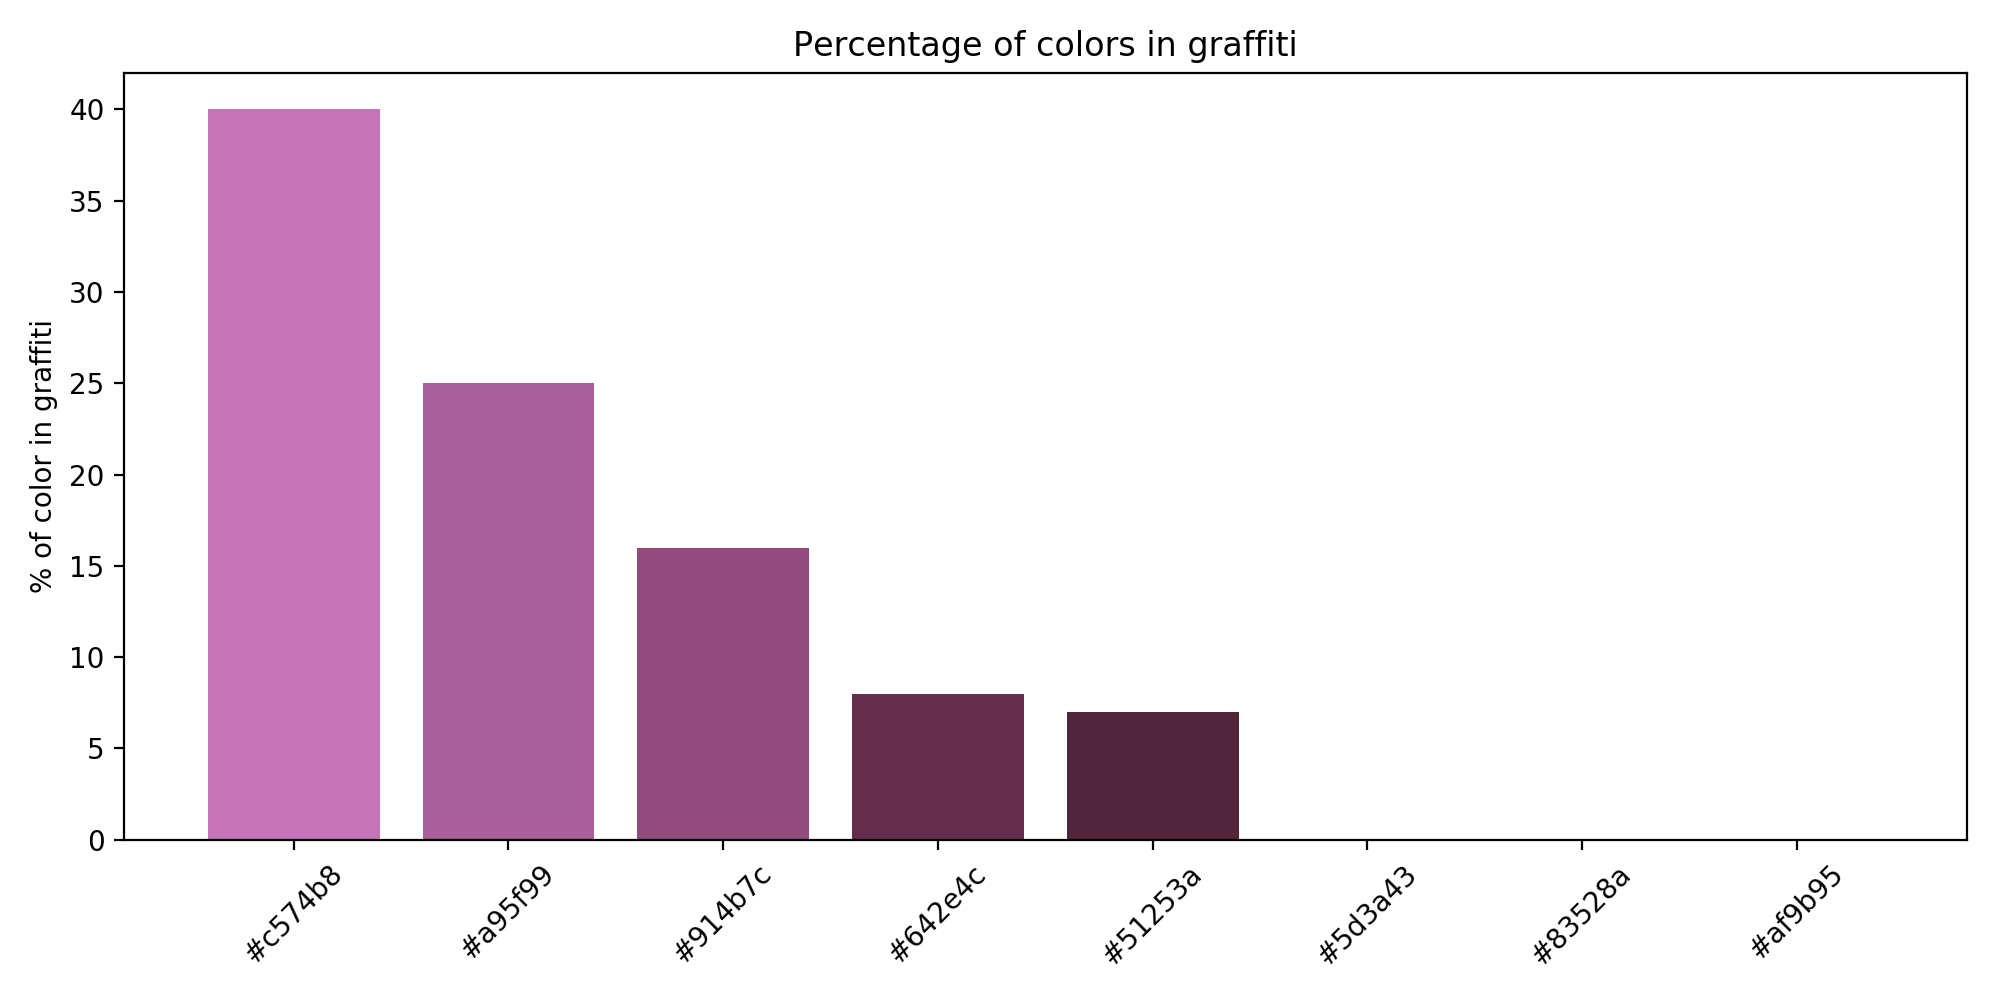 Percentage of colors in graffiti
% of color in graffiti
40
35
30
25
20
15
10
5
0
#c574b8
#a95f99
#914b7c
#642e4c
#51253a
#5d3a43
#83528a
#af9b95